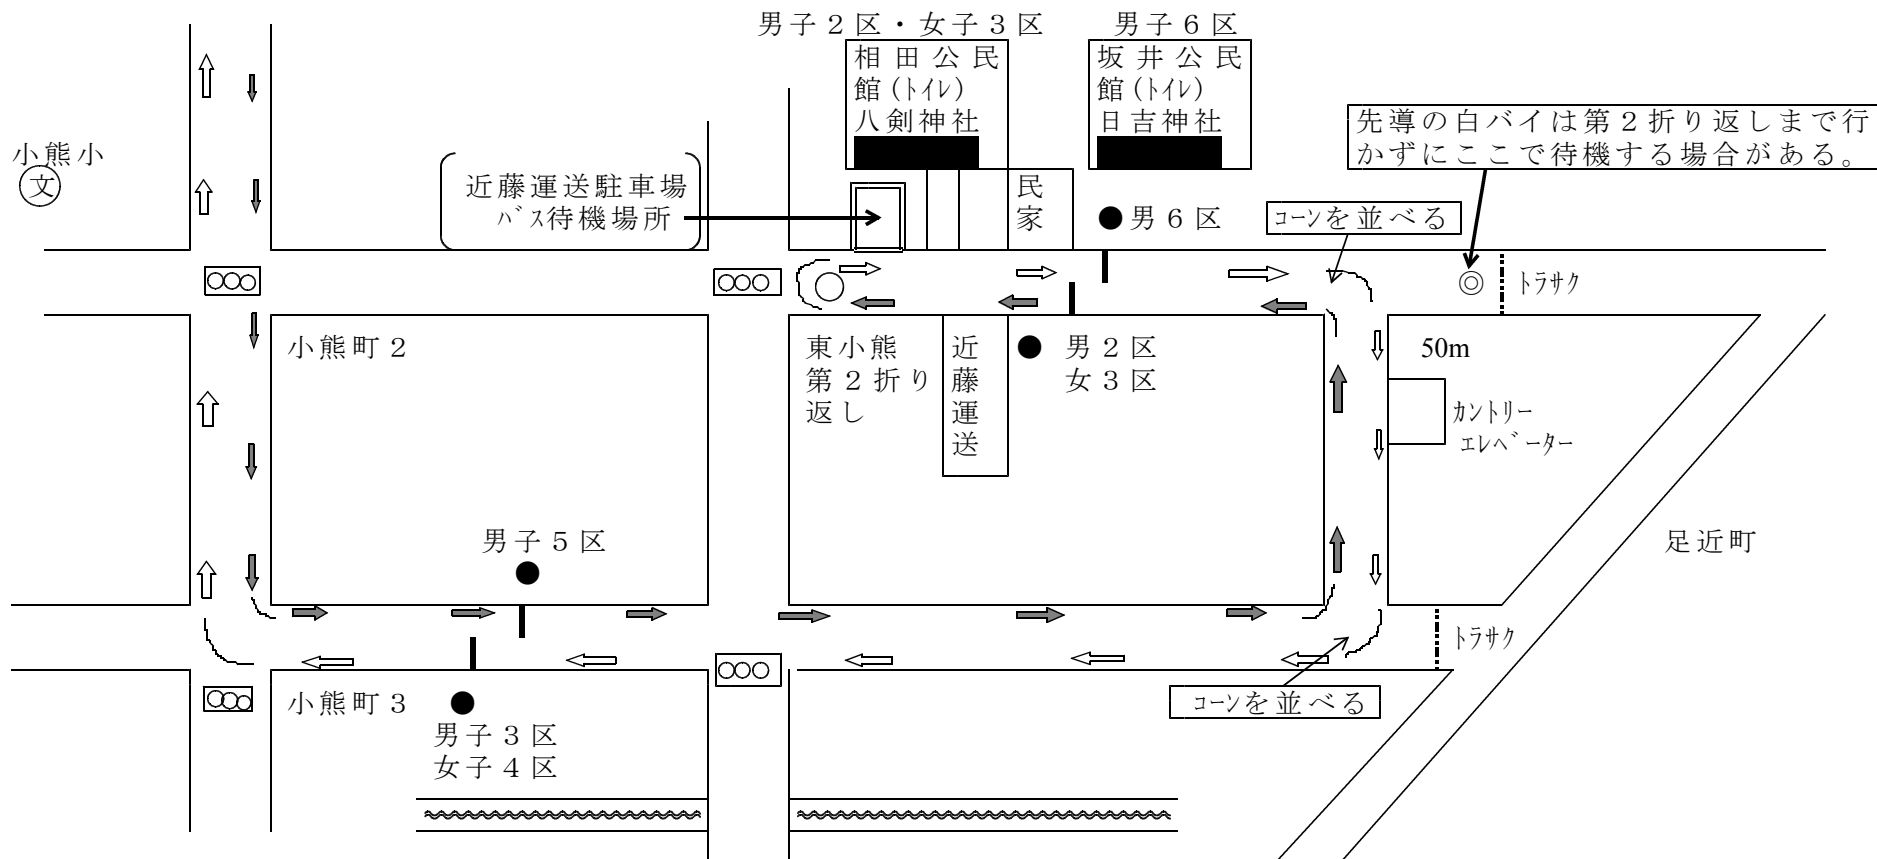 男子２区・女子３区
男子６区
相田公民
館(ﾄｲﾚ)
八剣神社
坂井公民
館(ﾄｲﾚ)
日吉神社
先導の白バイは第２折り返しまで行
かずにここで待機する場合がある。
小熊小
文
近藤運送駐車場
ﾊﾞｽ待機場所
民
家
●男６区
ｺｰﾝを並べる
◎
ﾄﾗｻｸ
小熊町２
東小熊
第２折り
返し
近
藤
運
送
男２区
女３区
50m
ｶﾝﾄﾘｰ
ｴﾚﾍﾞｰﾀｰ
男子５区
足近町
ﾄﾗｻｸ
小熊町３
ｺｰﾝを並べる
男子３区
女子４区